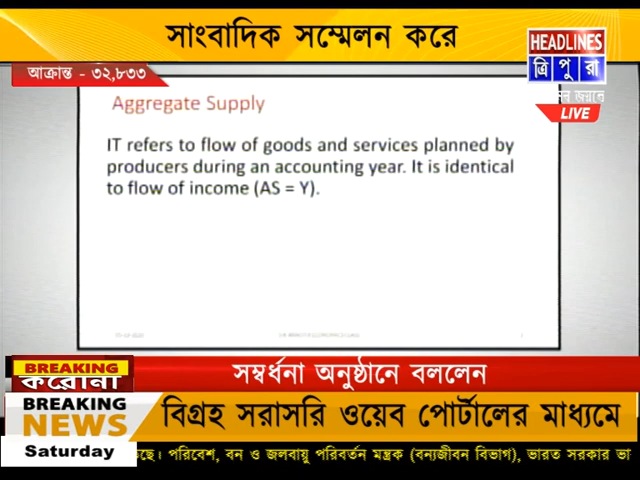 সাংবাদিক সম্মেলন করে
HEADLINES
ত্রি পু রা
আক্রান্ত - ৩২,৮৩৩
LIVE
Aggregate Supply
IT refers to flow of goods and services planned by
producers during an accounting year. It is identical
to flow of income (AS = Y).
BREAKING
করোনা
সম্বর্ধনা অনুষ্ঠানে বললেন
BREAKING
NEWS
বিগ্রহ সরাসরি ওয়েব পোর্টালের মাধ্যমে
Saturday
পরিবেশ, বন ও জলবায়ু পরিবর্তন মন্ত্রক (বন্যজীবন বিভাগ), ভারত সরকার ভা